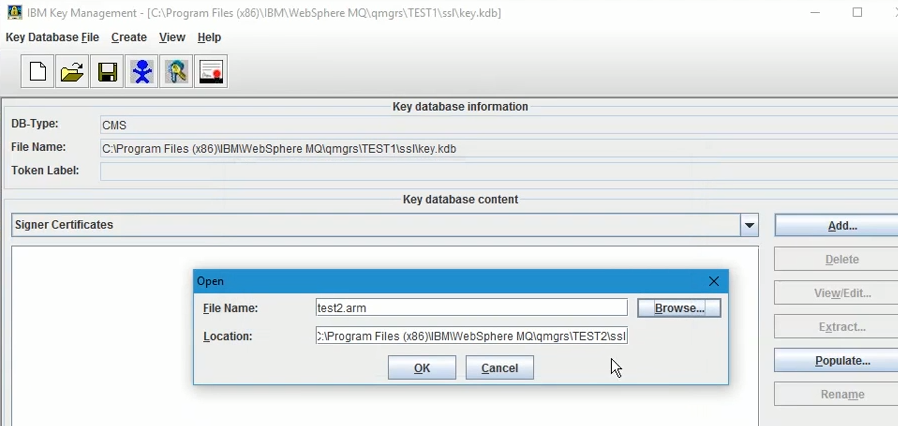 IBM Key Management - [C:\Program Files (x86)\IBM\WebSphere MQ\qmgrs\TEST1\ssl\key.kdb]
Key Database File Create View Help
Key database information
DB-Type: CMS
File Name: C:\Program Files (x86)\IBM\WebSphere MQ\qmgrs\TEST1\ssl\key.kdb
Token Label:
Key database content
Signer Certificates
Add...
Delete
View/Edit...
Extract...
Populate...
Rename
Open
File Name: test2.arm Browse...
Location: C:\Program Files (x86)\IBM\WebSphere MQ\qmgrs\TEST2\ssl
OK Cancel